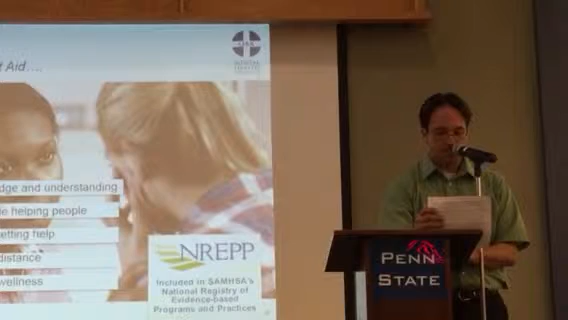 t Aid....
dge and understanding
helping people
etting help
distance
wellness
NREPP
Included in SAMHSA's
National Registry of
Evidence-based
Programs and Practices
PENN
STATE